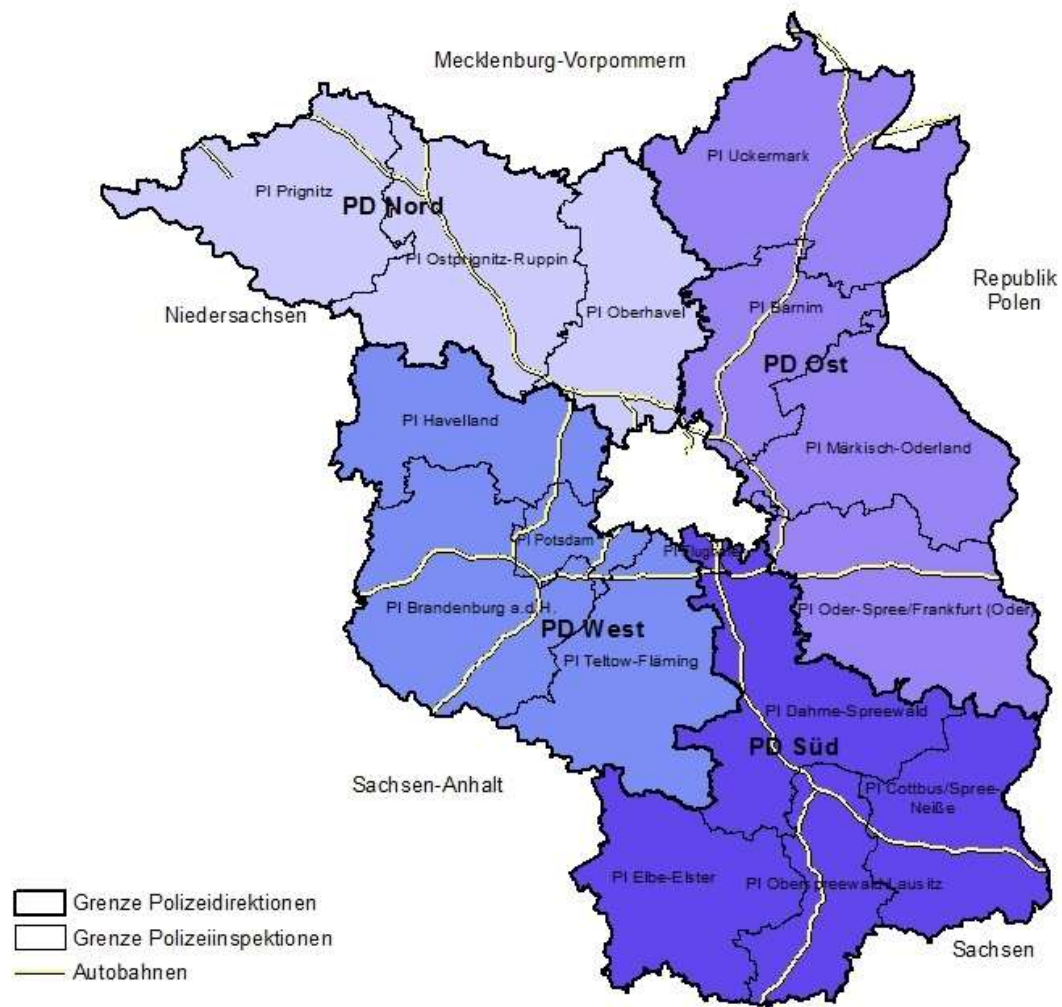 Mecklenburg-Vorpommern
PI Uckermark
PI Prignitz
PD Nord
PI Ostprignitz-Ruppin
Republik
Polen
Niedersachsen
PI Oberhavel
PI Barnim
PD Ost
PI Havelland
PI Märkisch-Oderland
PI Potsdam
PI Flughafen
PI Brandenburg a.d.H.
PI Oder-Spree/Frankfurt (Oder)
PD West
PI Teltow-Fläming
PI Dahme-Spreewald
PD Süd
Sachsen-Anhalt
PI Cottbus/Spree-
Neiße
PI Elbe-Elster
PI Oberspreewald/Lausitz
Grenze Polizeidirektionen
Grenze Polizeiinspektionen
Autobahnen
Sachsen